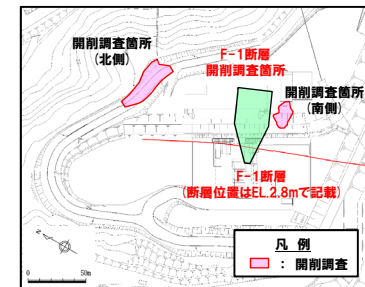 開削調査箇所
(北側)
F-1断層
開削調査箇所
開削調査箇所
(南側)
F-1断層
(断層位置はEL.2.8mで記載)
凡 例
: 開削調査
N
0 50m